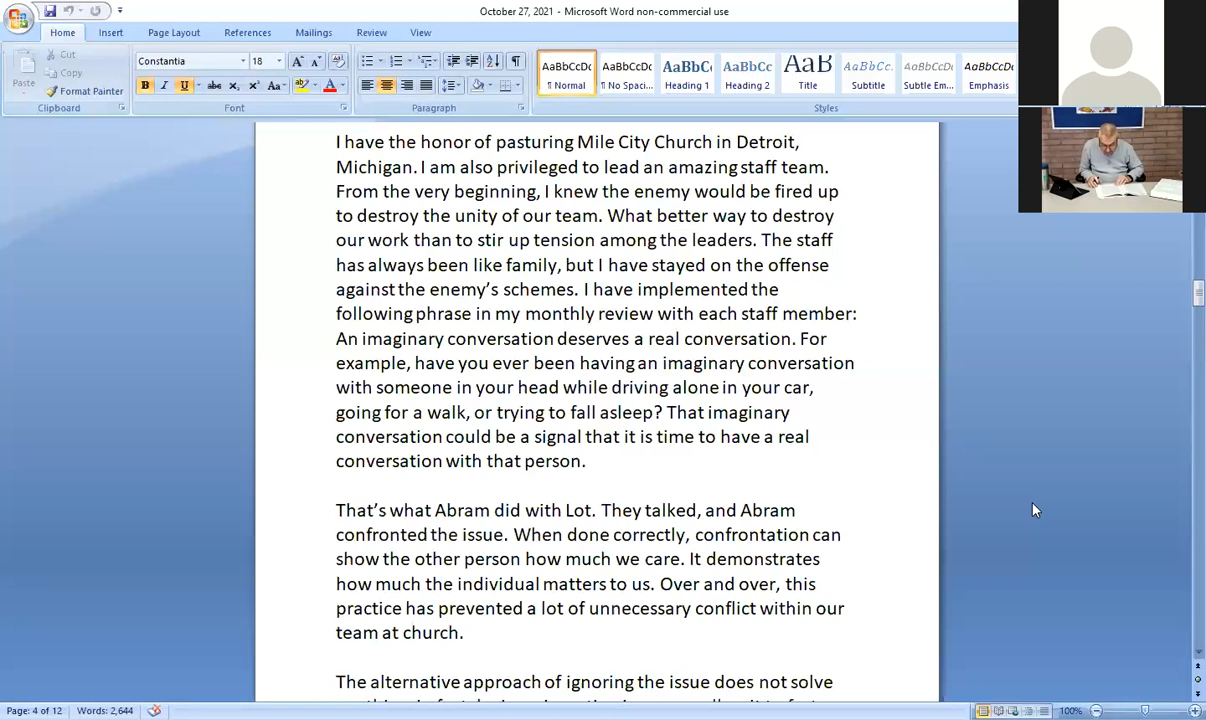 October 27, 2021 - Microsoft Word non-commercial use
Home Insert Page Layout References Mailings Review View
Paste
Cut
Copy
Format Painter
Clipboard
Constantia 18
Font
Paragraph
AaBbCcDc AaBbCcDc AaBbC AaBbCc AaB AaBbCc. AaBbCcDc AaBbCcDc
¶ Normal ¶ No Spaci... Heading 1 Heading 2 Title Subtitle Subtle Em... Emphasis
Styles
I have the honor of pasturing Mile City Church in Detroit,
Michigan. I am also privileged to lead an amazing staff team.
From the very beginning, I knew the enemy would be fired up
to destroy the unity of our team. What better way to destroy
our work than to stir up tension among the leaders. The staff
has always been like family, but I have stayed on the offense
against the enemy’s schemes. I have implemented the
following phrase in my monthly review with each staff member:
An imaginary conversation deserves a real conversation. For
example, have you ever been having an imaginary conversation
with someone in your head while driving alone in your car,
going for a walk, or trying to fall asleep? That imaginary
conversation could be a signal that it is time to have a real
conversation with that person.
That’s what Abram did with Lot. They talked, and Abram
confronted the issue. When done correctly, confrontation can
show the other person how much we care. It demonstrates
how much the individual matters to us. Over and over, this
practice has prevented a lot of unnecessary conflict within our
team at church.
The alternative approach of ignoring the issue does not solve
Page: 4 of 12 Words: 2,644 100%